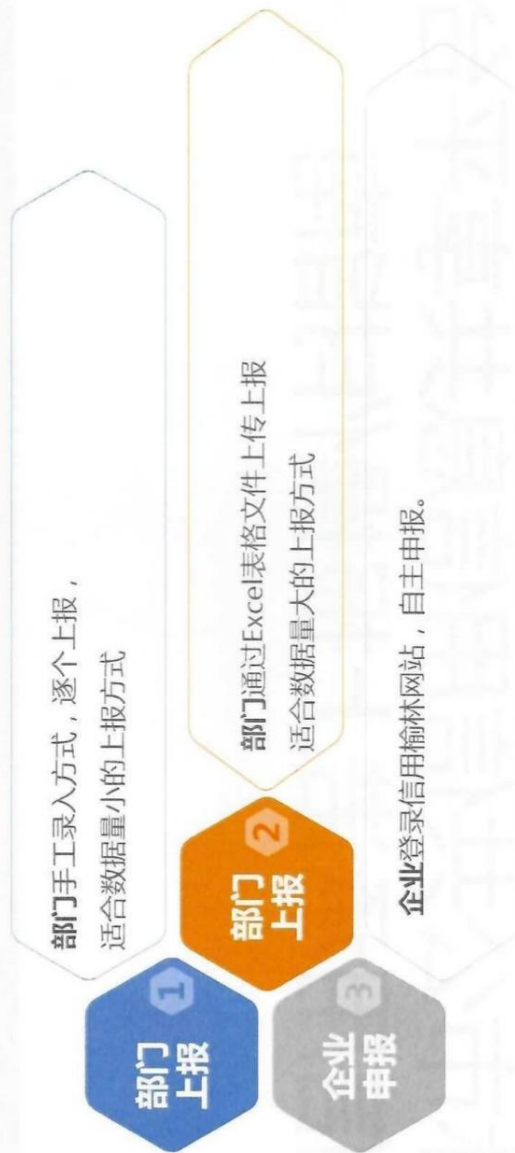 部门
上报
1
部门手工录入方式，逐个上报，
适合数据量小的上报方式
部门
上报
2
部门通过Excel表格文件上传上报
适合数据量大的上报方式
企业
申报
3
企业登录信用榆林网站，自主申报。